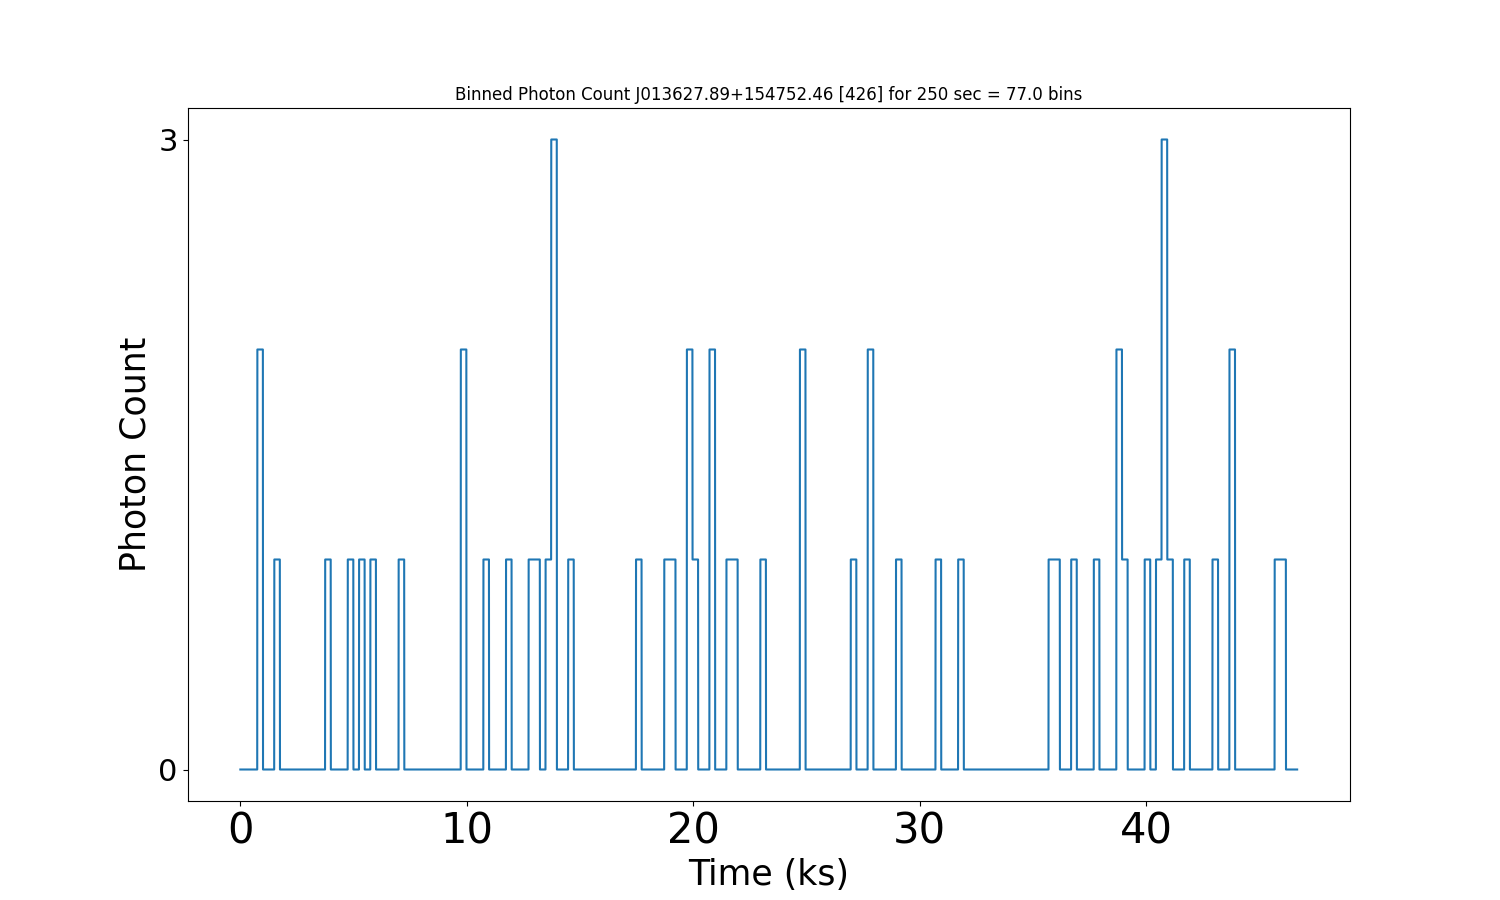 Binned Photon Count J013627.89+154752.46 [426] for 250 sec = 77.0 bins
3
Photon Count
0
0 10 20 30 40
Time (ks)